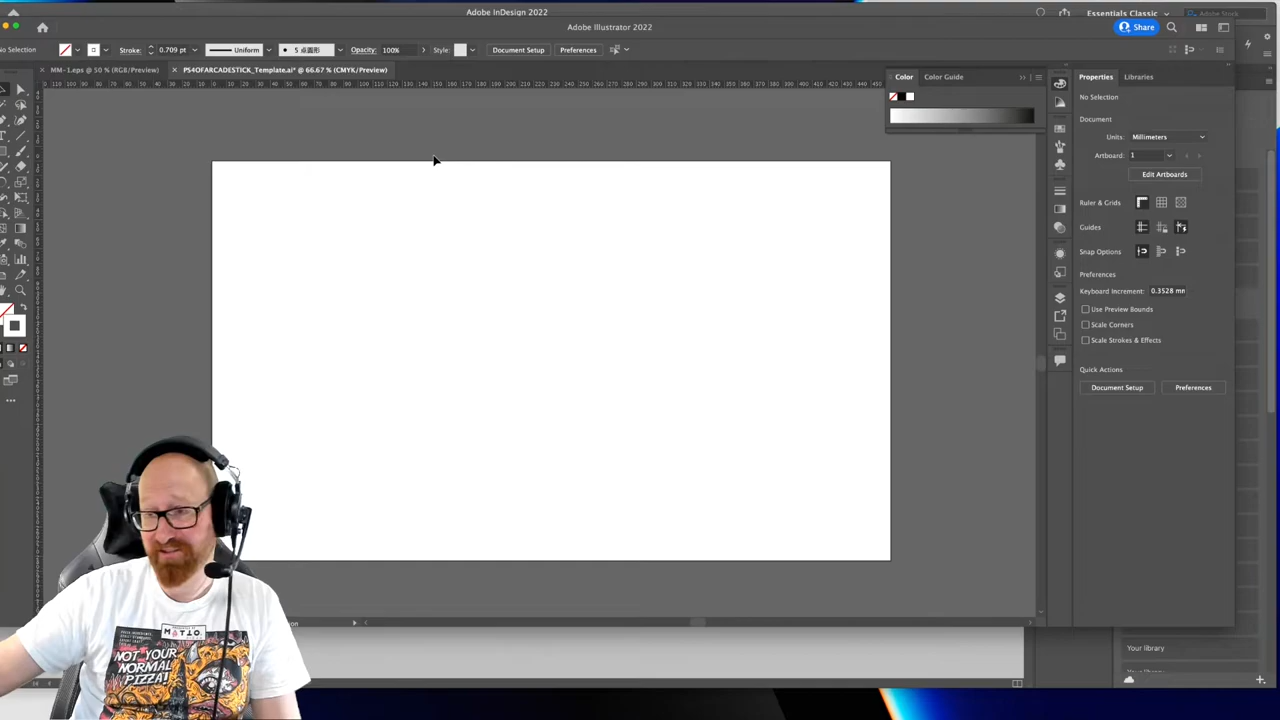 Adobe InDesign 2022
Essentials Classic
Adobe Stock
Adobe Illustrator 2022
Share
No Selection
Stroke:
0.709 pt
Uniform
5 点圆形
Opacity:
100%
Style:
Document Setup
Preferences
MM-1.eps @ 50 % (RGB/Preview)
PS4OFARCADESTICK_Template.ai* @ 66.67 % (CMYK/Preview)
Color
Color Guide
Properties
Libraries
No Selection
Document
Units:
Millimeters
Artboard:
1
Edit Artboards
Ruler & Grids
Guides
Snap Options
Preferences
Keyboard Increment:
0.3528 mm
Use Preview Bounds
Scale Corners
Scale Strokes & Effects
Quick Actions
Document Setup
Preferences
Your library
NOT YOUR
NORMAL
PIZZA!